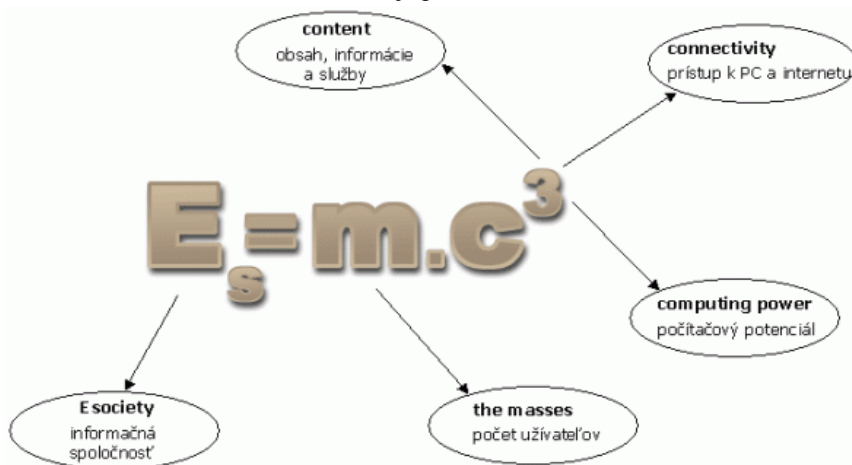 content
obsah, informácie
a služby
connectivity
prístup k PC a internetu
Es=m.c³
computing power
počítačový potenciál
E society
informačná
spoločnosť
the masses
počet užívateľov